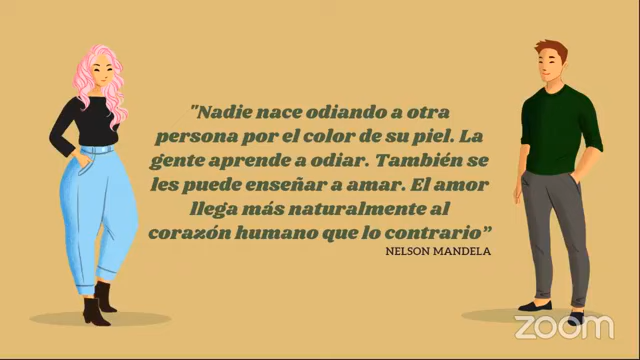 "Nadie nace odiando a otra
persona por el color de su piel. La
gente aprende a odiar. También se
les puede enseñar a amar. El amor
llega más naturalmente al
corazón humano que lo contrario”
NELSON MANDELA
zoom